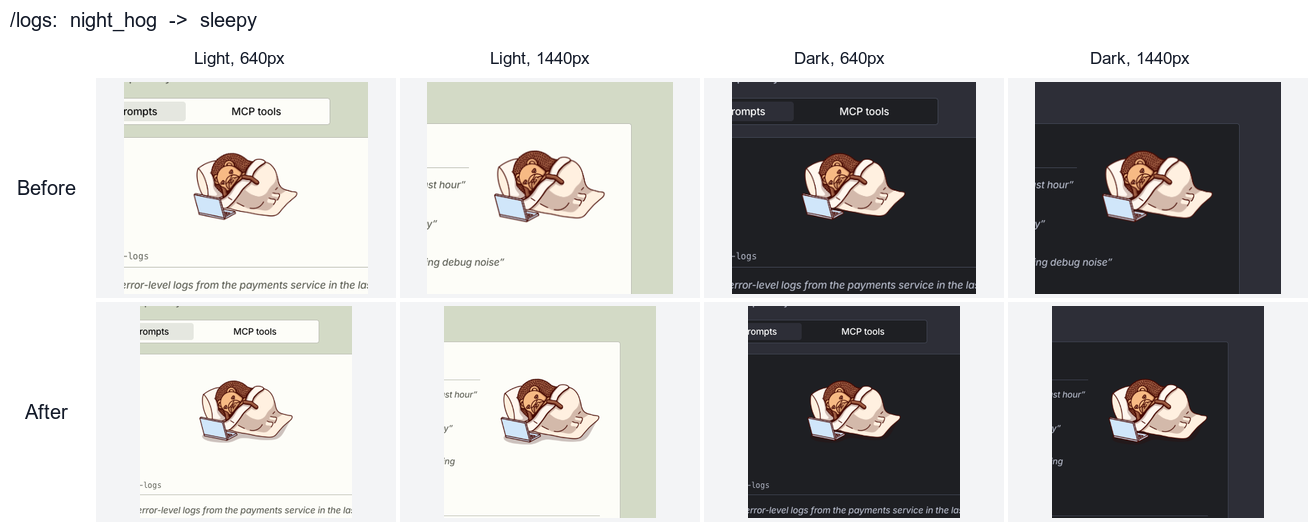 /logs: night_hog -> sleepy
Light, 640px
Light, 1440px
Dark, 640px
Dark, 1440px
Before
rompts MCP tools
-logs
error-level logs from the payments service in the las
st hour”
y”
ing debug noise”
rompts MCP tools
-logs
error-level logs from the payments service in the las
st hour”
y”
ing debug noise”
After
rompts MCP tools
-logs
error-level logs from the payments service in the la
st hour”
y”
ing
rompts MCP tools
-logs
error-level logs from the payments service in the la
st hour”
y”
ing